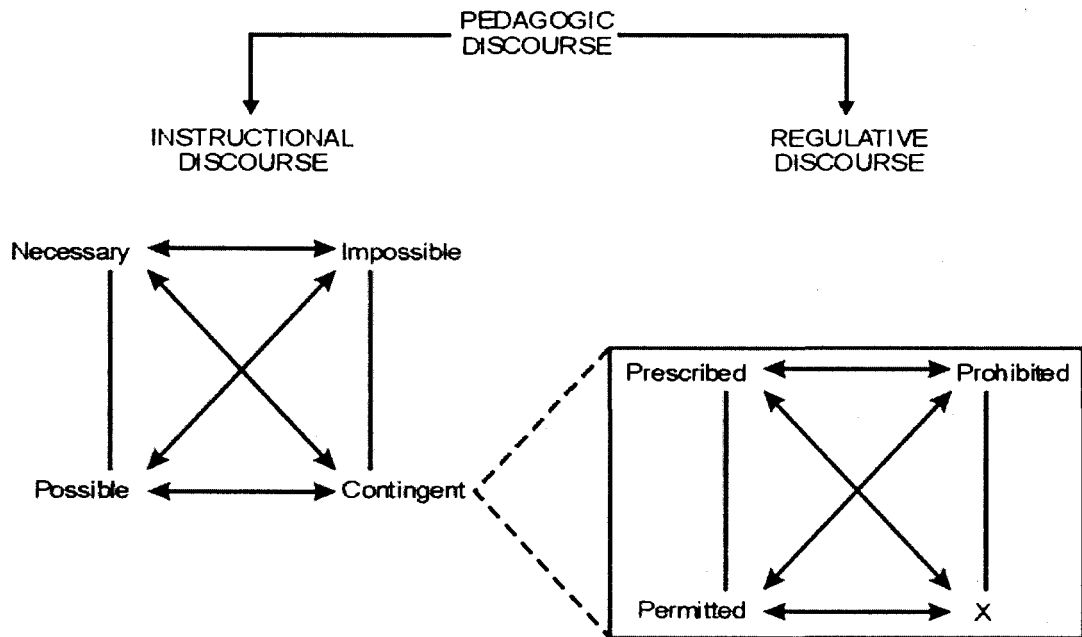 PEDAGOGIC
DISCOURSE
INSTRUCTIONAL
DISCOURSE
REGULATIVE
DISCOURSE
Necessary
Impossible
Prescribed
Prohibited
Possible
Contingent
Permitted
X